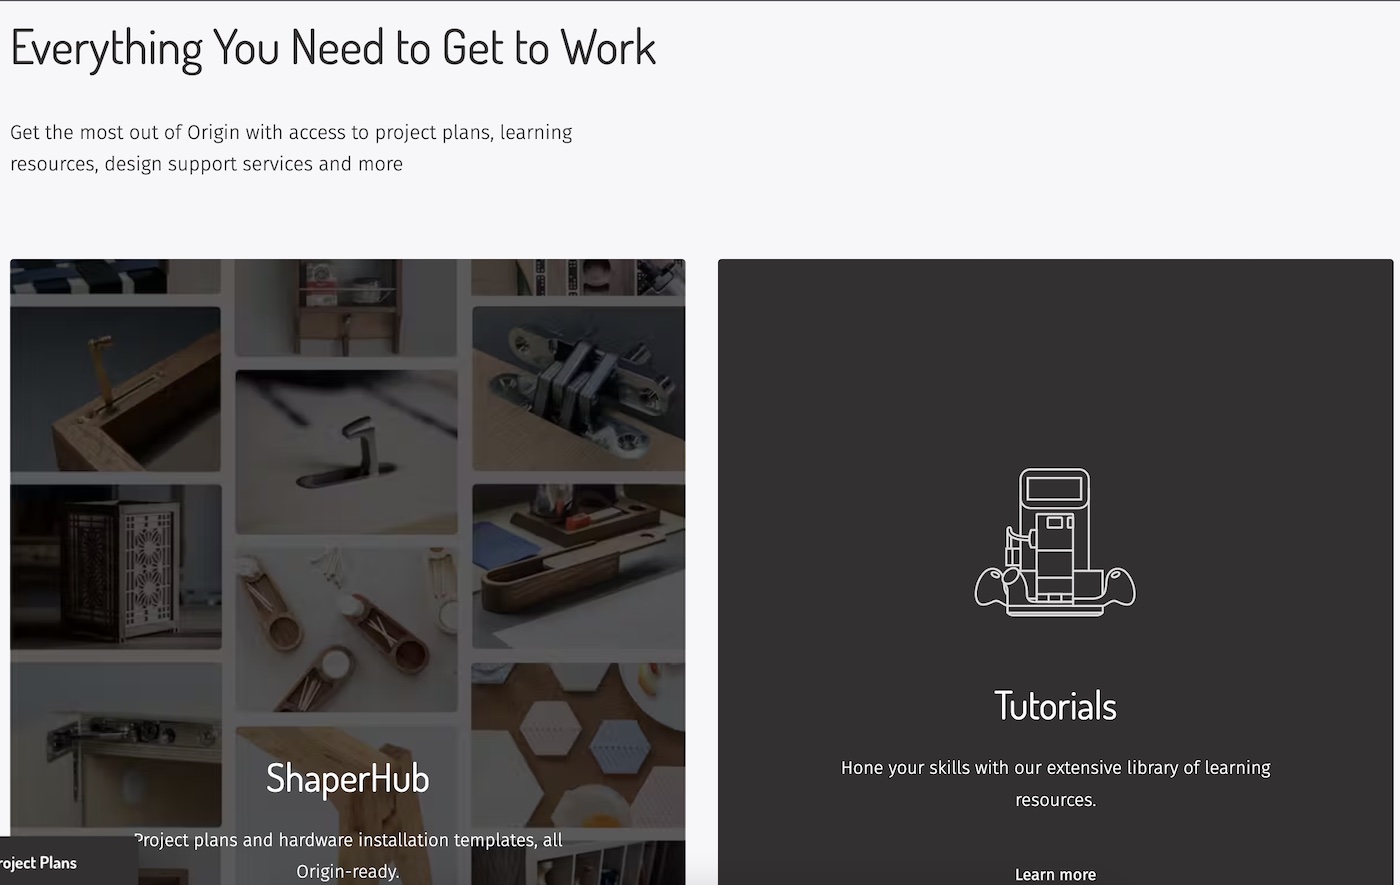 Everything You Need to Get to Work
Get the most out of Origin with access to project plans, learning
resources, design support services and more
ShaperHub
Project plans and hardware installation templates, all
Origin-ready.
Tutorials
Hone your skills with our extensive library of learning
resources.
Learn more
roject Plans